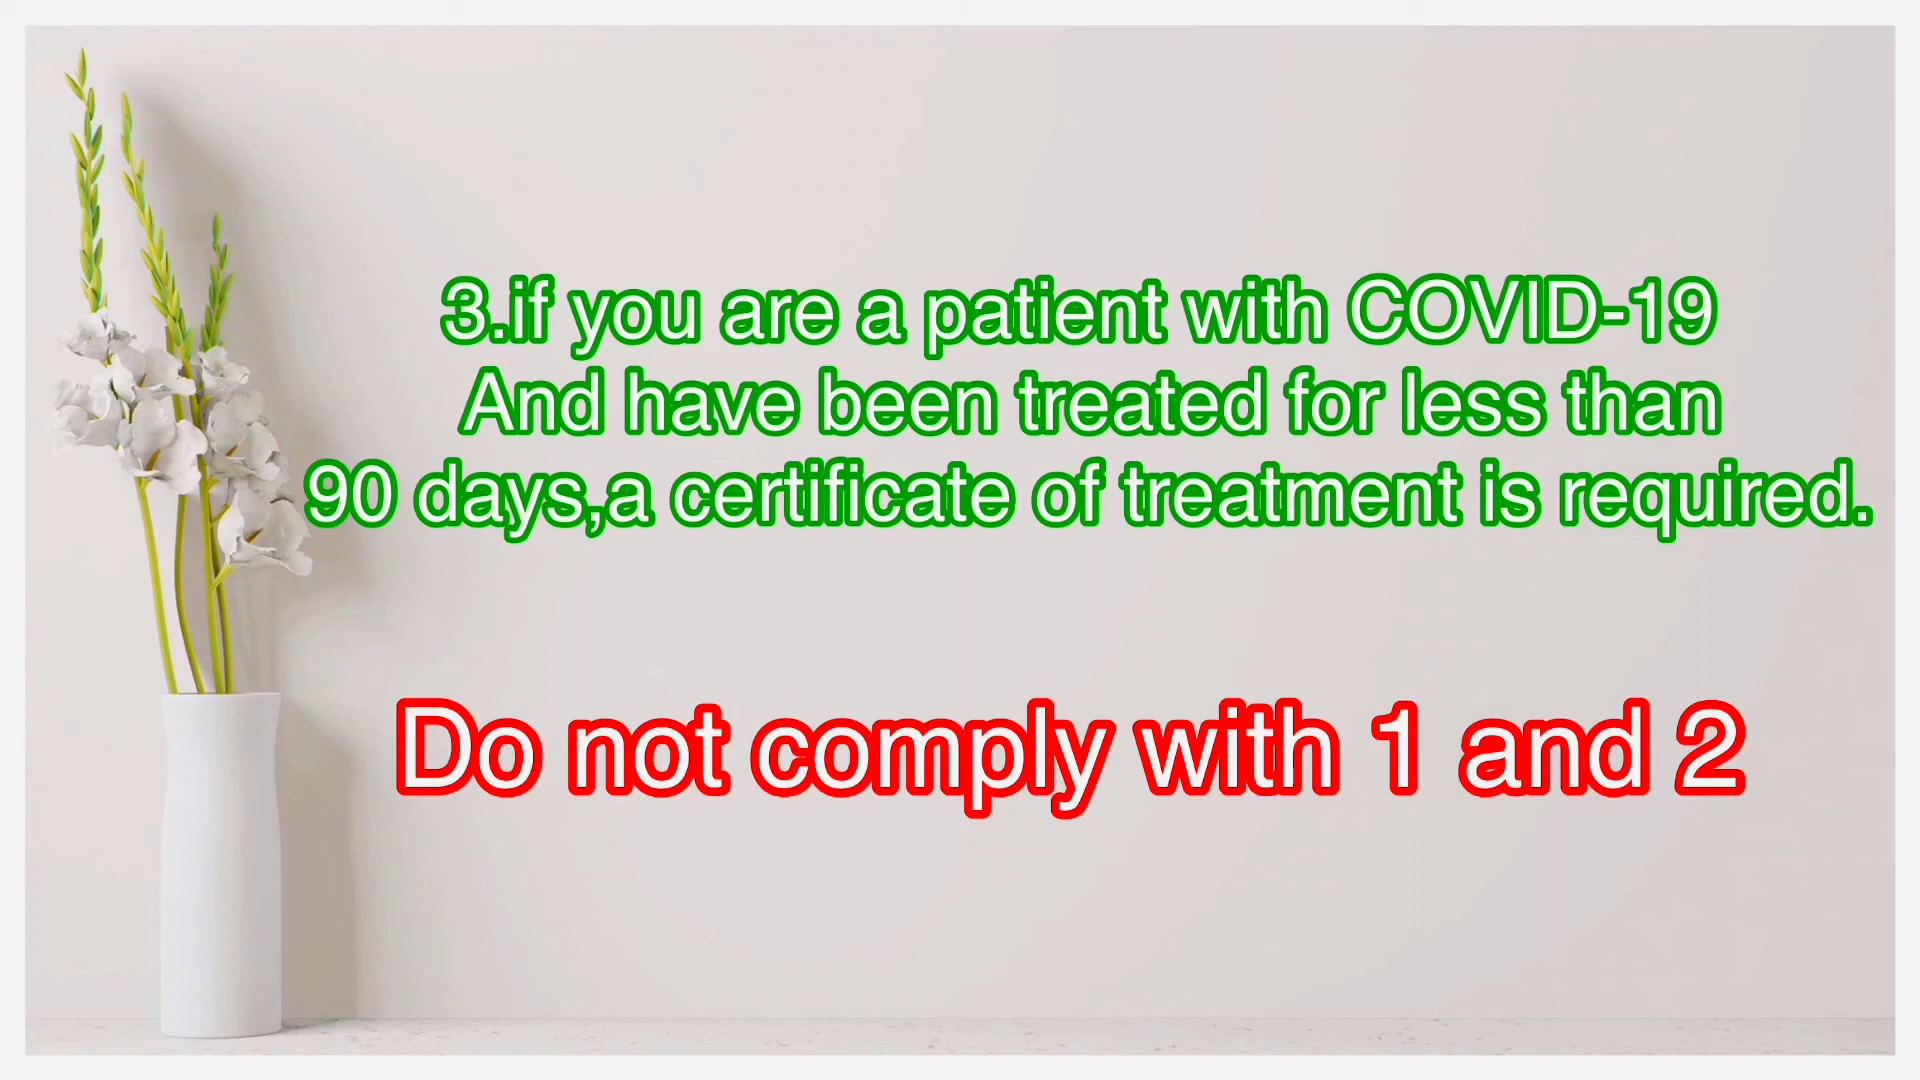 3.if you are a patient with COVID-19
And have been treated for less than
90 days,a certificate of treatment is required.
Do not comply with 1 and 2